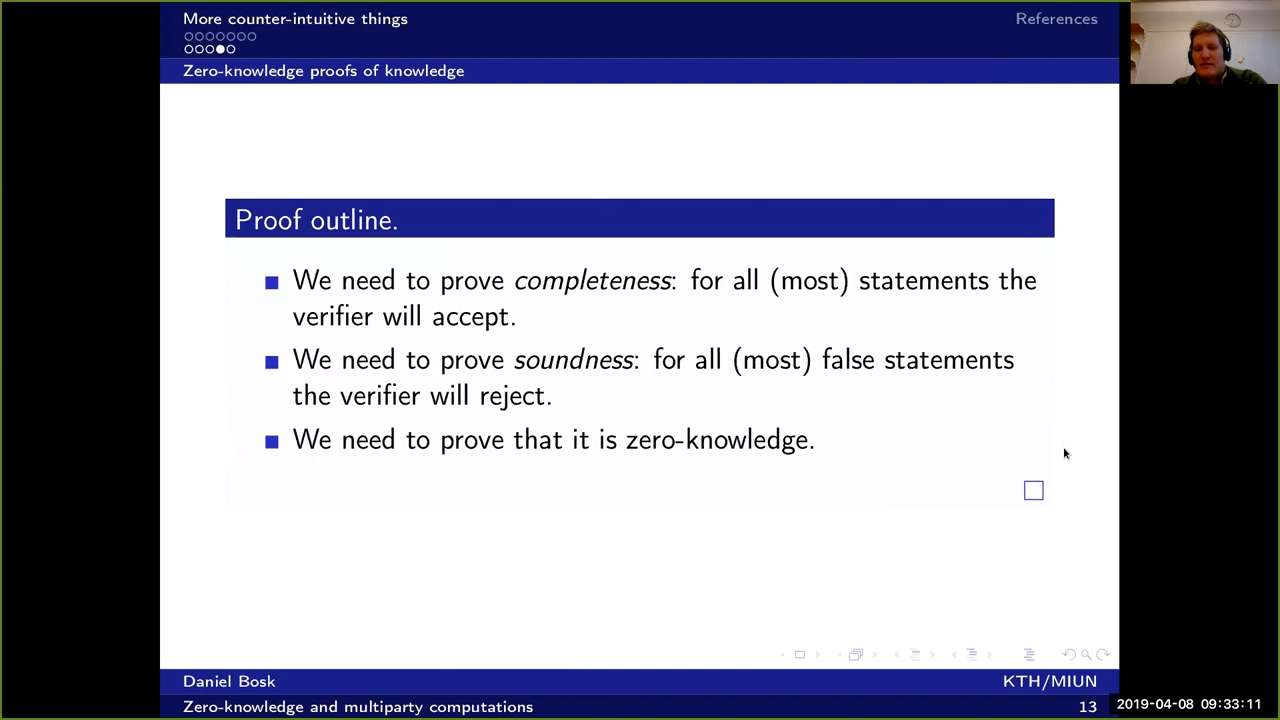 More counter-intuitive things
References
Zero-knowledge proofs of knowledge
Proof outline.
We need to prove completeness: for all (most) statements the
verifier will accept.
We need to prove soundness: for all (most) false statements
the verifier will reject.
We need to prove that it is zero-knowledge.
Daniel Bosk
KTH/MIUN
Zero-knowledge and multiparty computations
13
2019-04-08 09:33:11